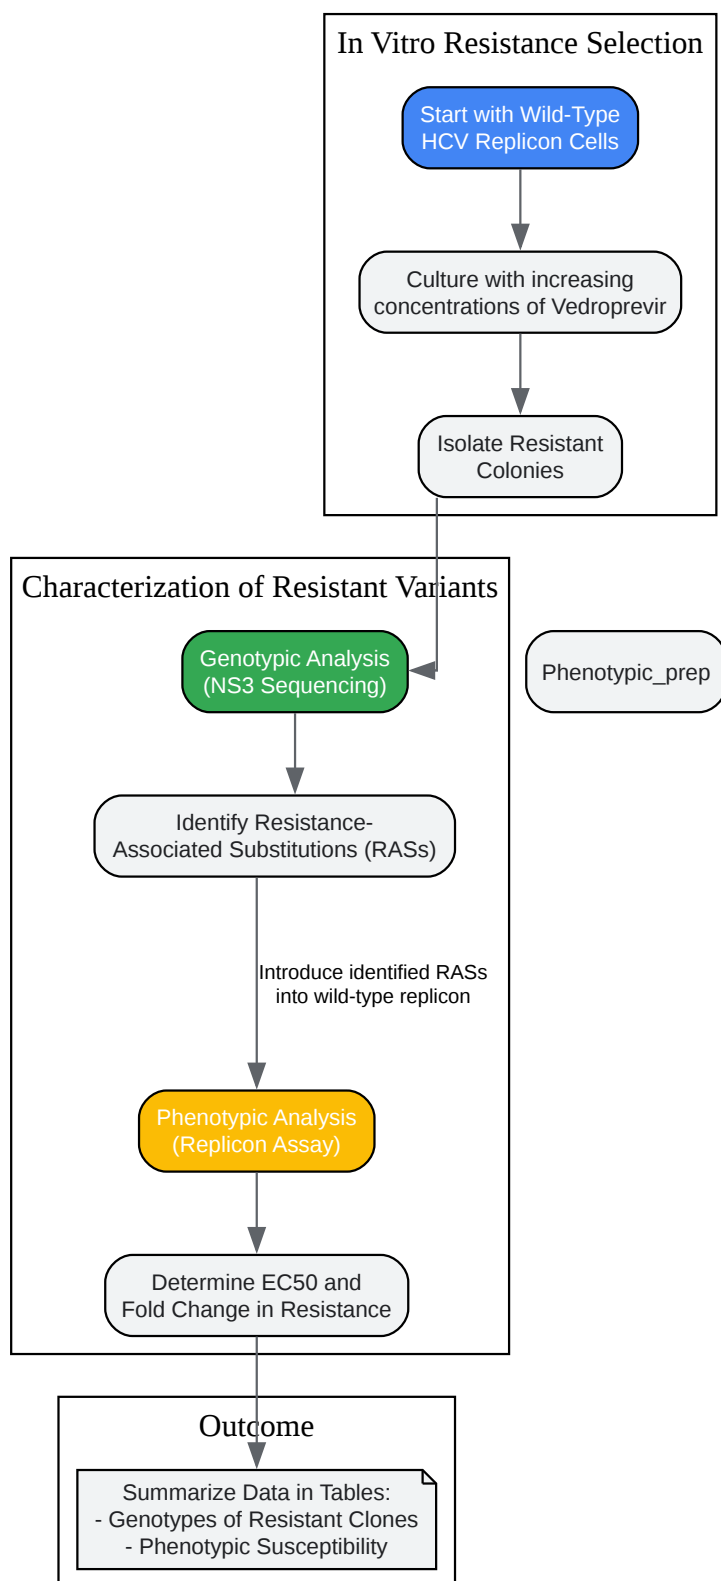 In Vitro Resistance Selection
Start with Wild-Type
HCV Replicon Cells
Culture with increasing
concentrations of Vedroprevir
Isolate Resistant
Colonies
Characterization of Resistant Variants
Genotypic Analysis
(NS3 Sequencing)
Phenotypic_prep
Identify Resistance-
Associated Substitutions (RASs)
Introduce identified RASs
into wild-type replicon
Phenotypic Analysis
(Replicon Assay)
Determine EC50 and
Fold Change in Resistance
Outcome
Summarize Data in Tables:
- Genotypes of Resistant Clones
- Phenotypic Susceptibility